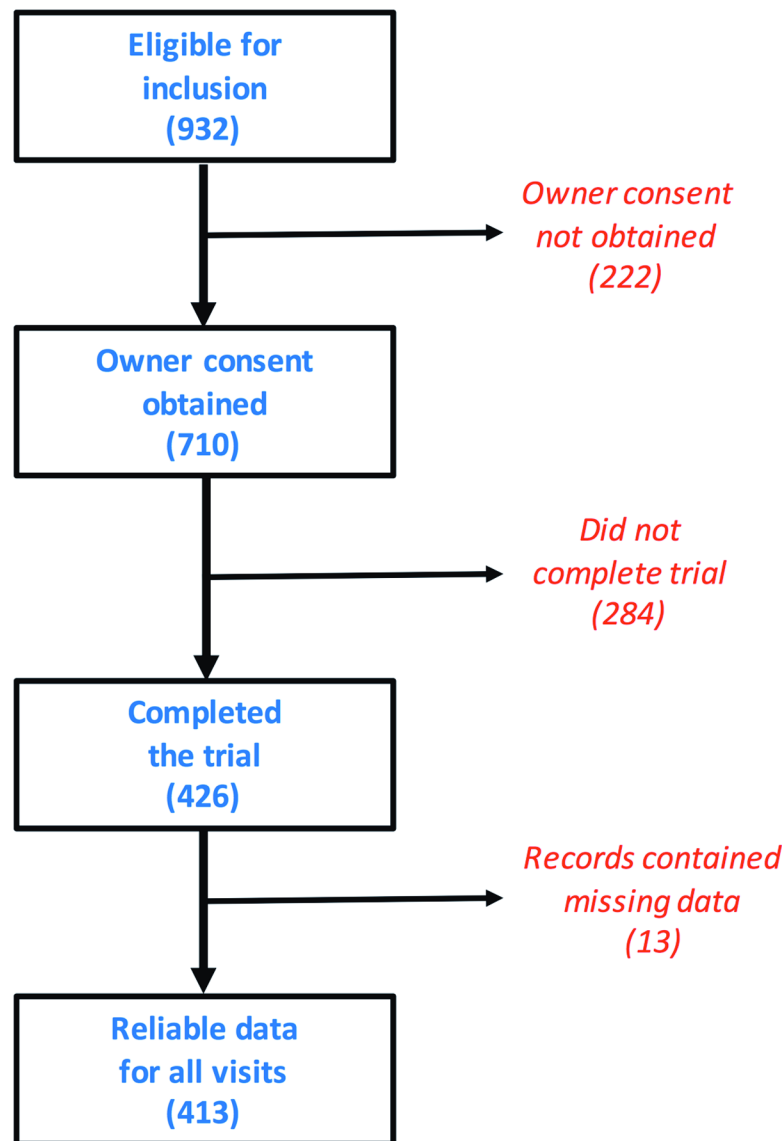 Eligible for
inclusion
(932)
Owner consent
not obtained
(222)
Owner consent
obtained
(710)
Did not
complete trial
(284)
Completed
the trial
(426)
Records contained
missing data
(13)
Reliable data
for all visits
(413)